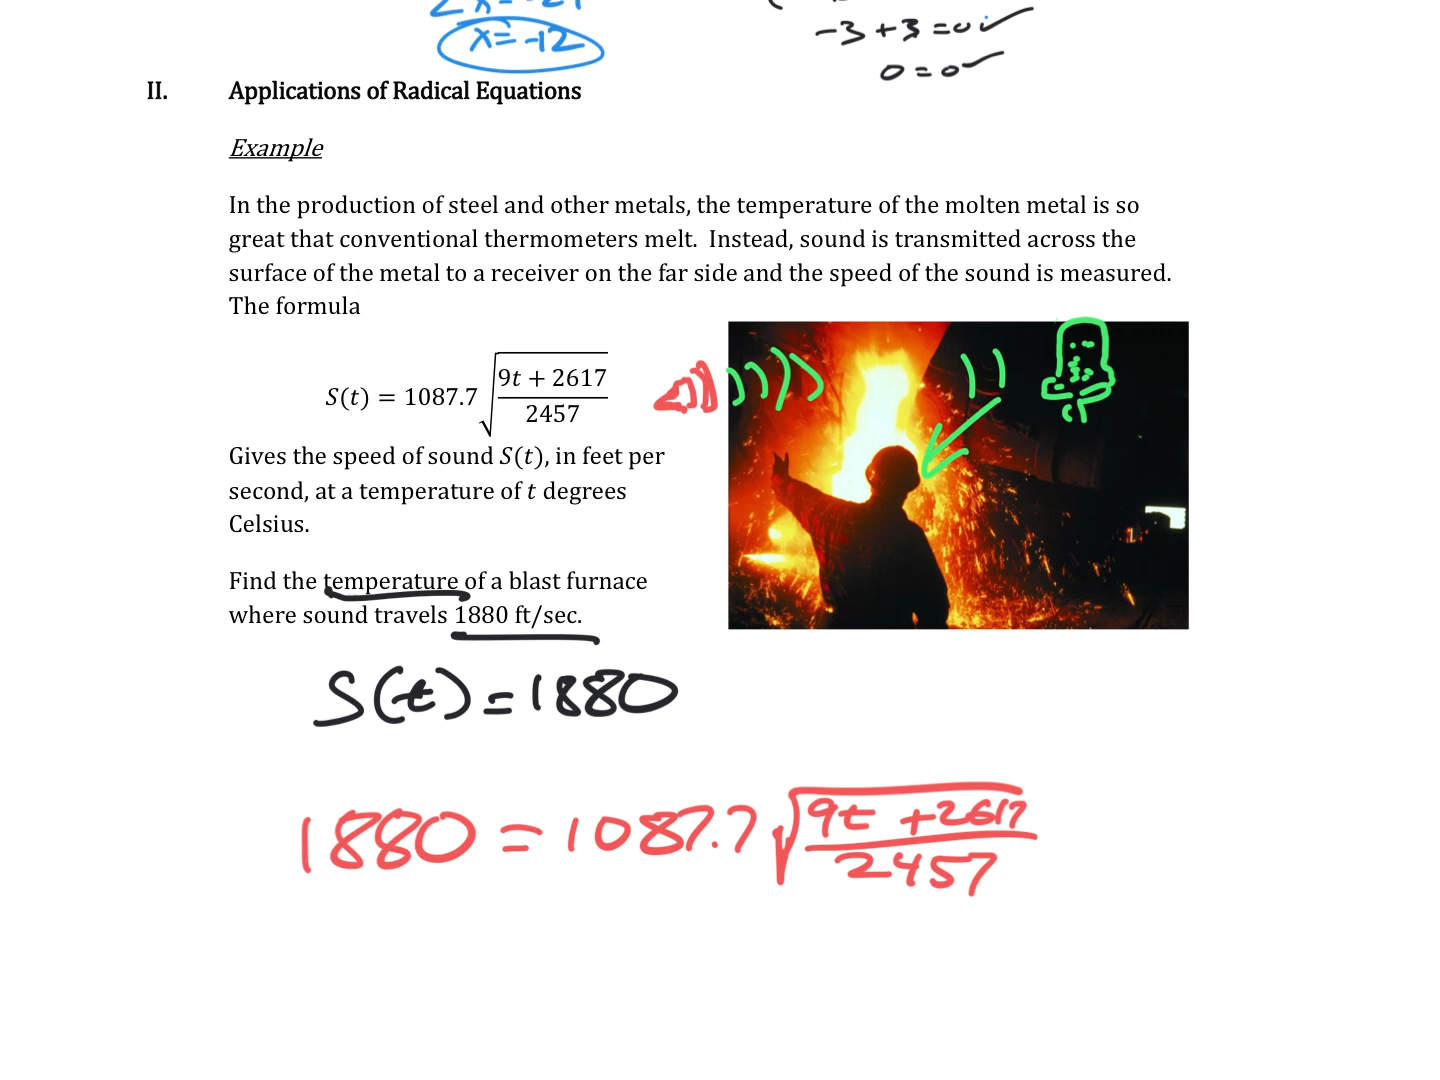 x = -12
-3 + 3 = 0 ✓
0 = 0 ✓
II. Applications of Radical Equations
Example
In the production of steel and other metals, the temperature of the molten metal is so
great that conventional thermometers melt. Instead, sound is transmitted across the
surface of the metal to a receiver on the far side and the speed of the sound is measured.
The formula
S(t) = 1087.7 √((9t + 2617)/2457)
Gives the speed of sound S(t), in feet per
second, at a temperature of t degrees
Celsius.
Find the temperature of a blast furnace
where sound travels 1880 ft/sec.
S(t) = 1880
1880 = 1087.7 √((9t + 2617)/2457)